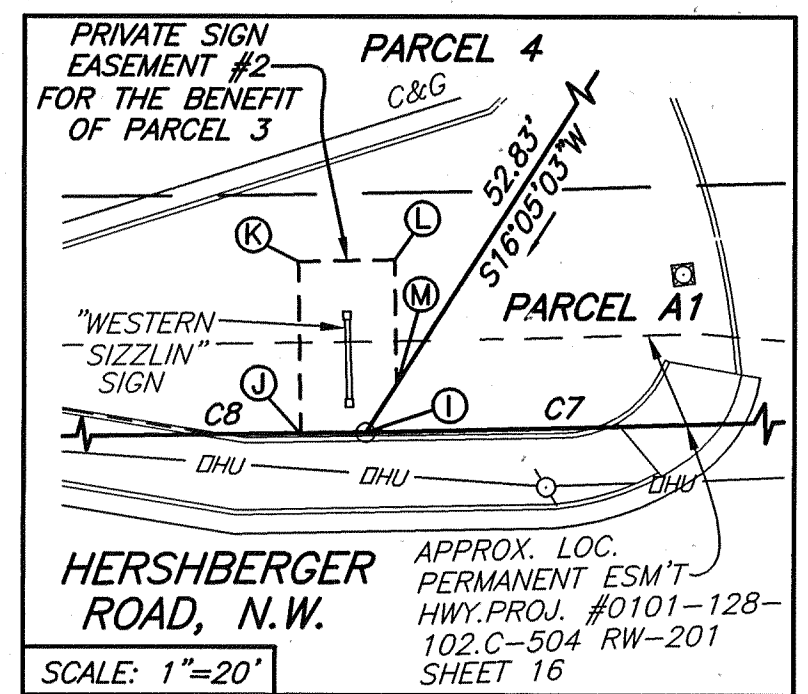 PRIVATE SIGN
EASEMENT #2
FOR THE BENEFIT
OF PARCEL 3
PARCEL 4
C&G
52.83'
S16°05'03"W
K
L
M
"WESTERN
SIZZLIN"
SIGN
PARCEL A1
J
I
C8
C7
OHU
OHU
OHU
HERSHBERGER
ROAD, N.W.
APPROX. LOC.
PERMANENT ESM'T
HWY.PROJ. #0101-128-
102.C-504 RW-201
SHEET 16
SCALE: 1"=20'